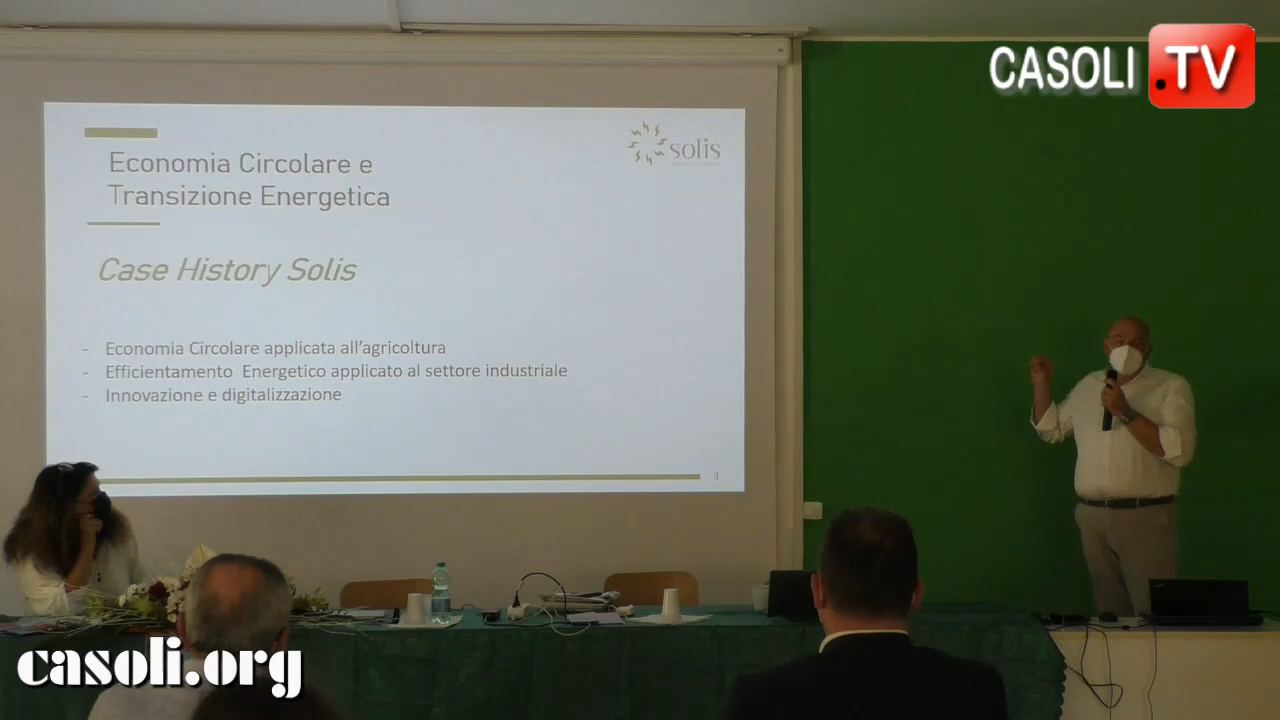 CASOLI.TV
solis
Economia Circolare e
Transizione Energetica
Case History Solis
- Economia Circolare applicata all'agricoltura
- Efficientamento Energetico applicato al settore industriale
- Innovazione e digitalizzazione
3
casoli.org